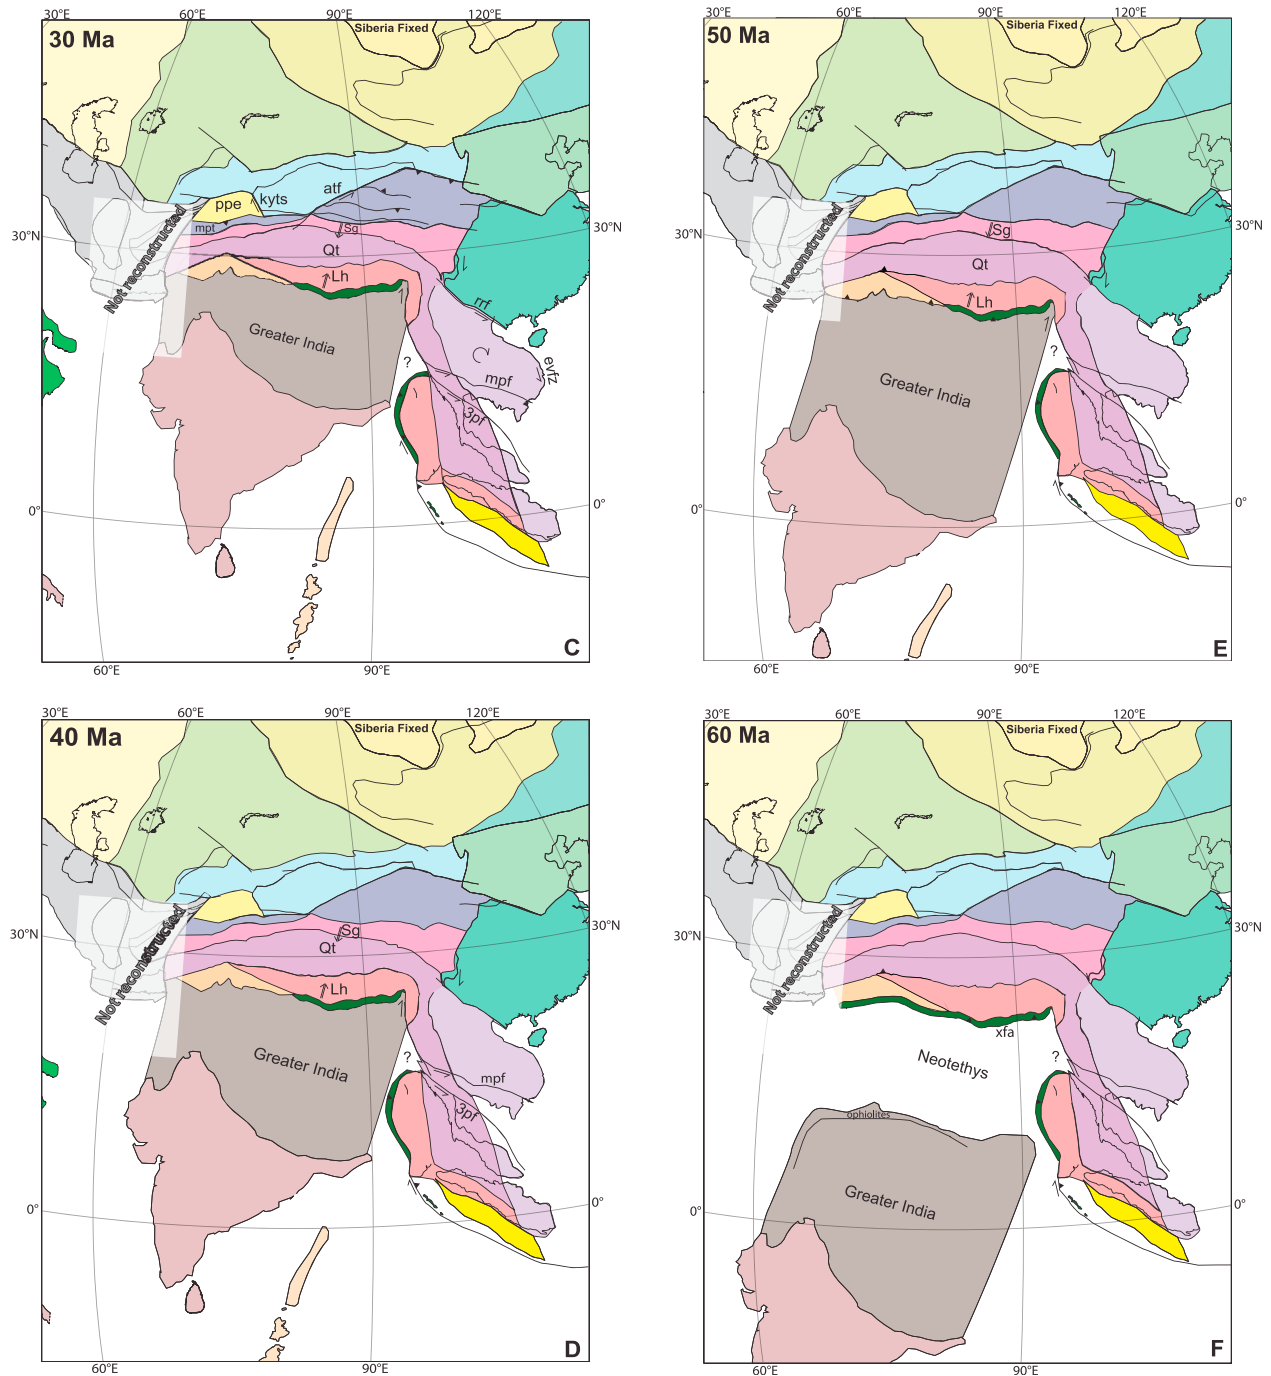 30°E 60°E 90°E 120°E
30 Ma
Siberia Fixed
ppe
kyts
atf
mpt
Sg
Qt
Lh
Not reconstructed
Greater India
rrf
evfz
mpf
3pf
?
30°N
30°N
0°
0°
60°E 90°E
C
30°E 60°E 90°E 120°E
50 Ma
Siberia Fixed
Sg
Qt
Lh
Not reconstructed
Greater India
?
30°N
30°N
0°
0°
60°E 90°E
E
30°E 60°E 90°E 120°E
40 Ma
Siberia Fixed
Sg
Qt
Lh
Not reconstructed
Greater India
?
mpf
3pf
30°N
30°N
0°
0°
60°E 90°E
D
30°E 60°E 90°E 120°E
60 Ma
Siberia Fixed
Not reconstructed
xfa
Neotethys
?
ophiolites
Greater India
30°N
30°N
0°
0°
60°E 90°E
F